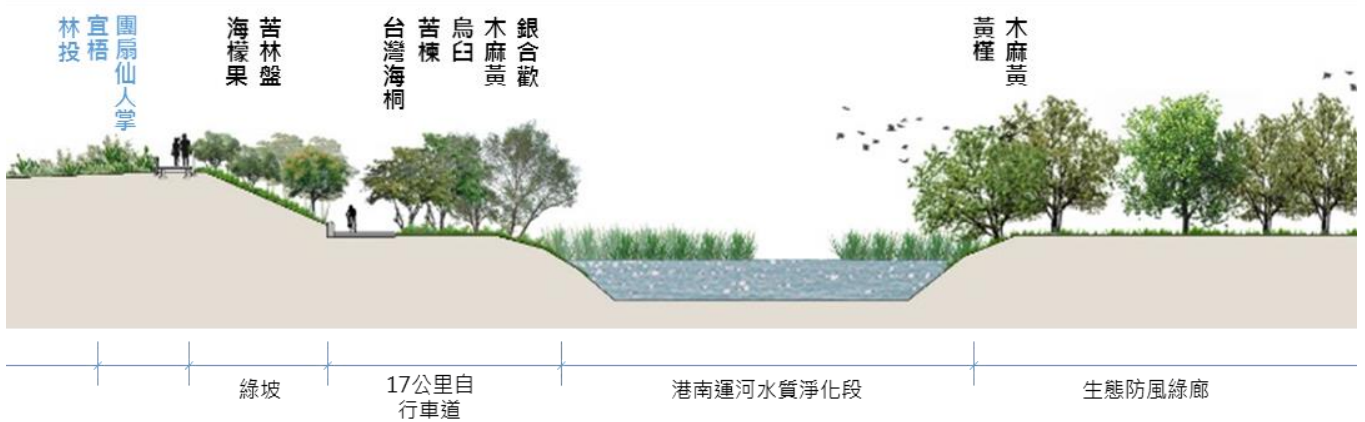 林投
宜梧
團扇仙人掌
海檬果
苦林盤
台灣海桐
苦楝
烏臼
木麻黃
銀合歡
黃槿
木麻黃
綠坡
17公里自
行車道
港南運河水質淨化段
生態防風綠廊